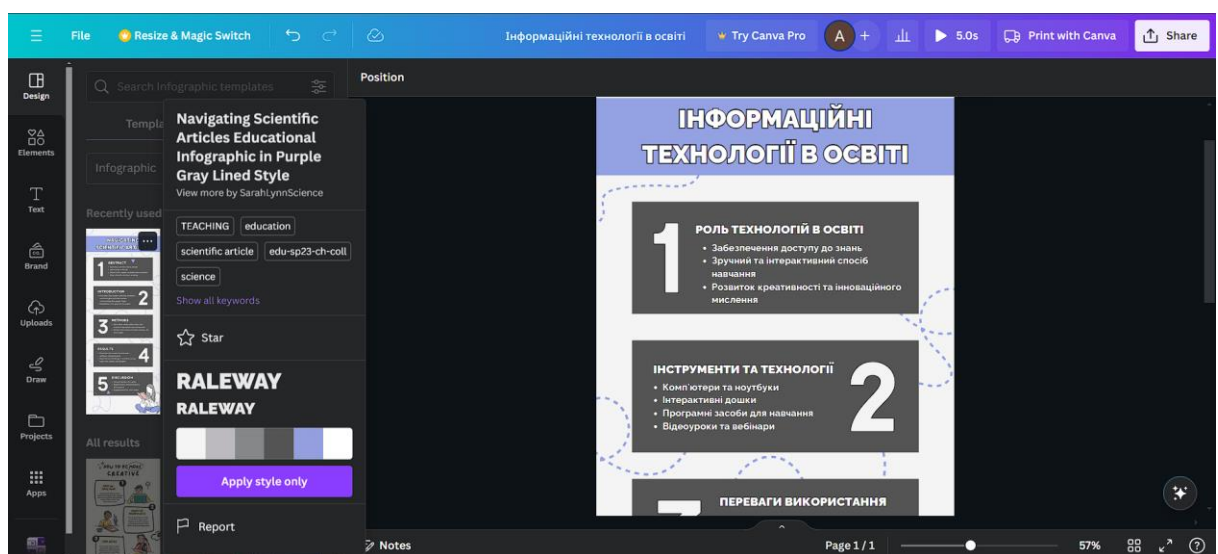 File
Resize & Magic Switch
Інформаційні технології в освіті
Try Canva Pro
A
+
5.0s
Print with Canva
Share
Design
Elements
Text
Brand
Uploads
Draw
Projects
Apps
Search Infographic templates
Infographic
Recently used
All results
Navigating Scientific
Articles Educational
Infographic in Purple
Gray Lined Style
View more by SarahLynnScience
TEACHING education
scientific article edu-sp23-ch-coll
science
Show all keywords
Star
RALEWAY
RALEWAY
Apply style only
Report
Position
ІНФОРМАЦІЙНІ
ТЕХНОЛОГІЇ В ОСВІТІ
1
РОЛЬ ТЕХНОЛОГІЙ В ОСВІТІ
• Забезпечення доступу до знань
• Зручний та інтерактивний спосіб
навчання
• Розвиток креативності та інноваційного
мислення
ІНСТРУМЕНТИ ТА ТЕХНОЛОГІЇ
• Комп'ютери та ноутбуки
• Інтерактивні дошки
• Програмні засоби для навчання
• Відеоуроки та вебінари
2
ПЕРЕВАГИ ВИКОРИСТАННЯ
Notes
Page 1 / 1
57%